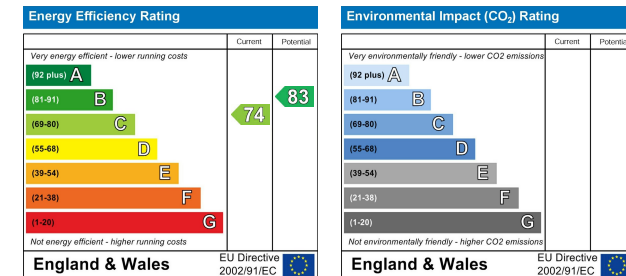 Energy Efficiency Rating
Current Potential
Very energy efficient - lower running costs
(92 plus) A
(81-91) B
(69-80) C
(55-68) D
(39-54) E
(21-38) F
(1-20) G
74
83
Not energy efficient - higher running costs
England & Wales
EU Directive
2002/91/EC
Environmental Impact (CO₂) Rating
Current Potential
Very environmentally friendly - lower CO2 emissions
(92 plus) A
(81-91) B
(69-80) C
(55-68) D
(39-54) E
(21-38) F
(1-20) G
Not environmentally friendly - higher CO2 emissions
England & Wales
EU Directive
2002/91/EC